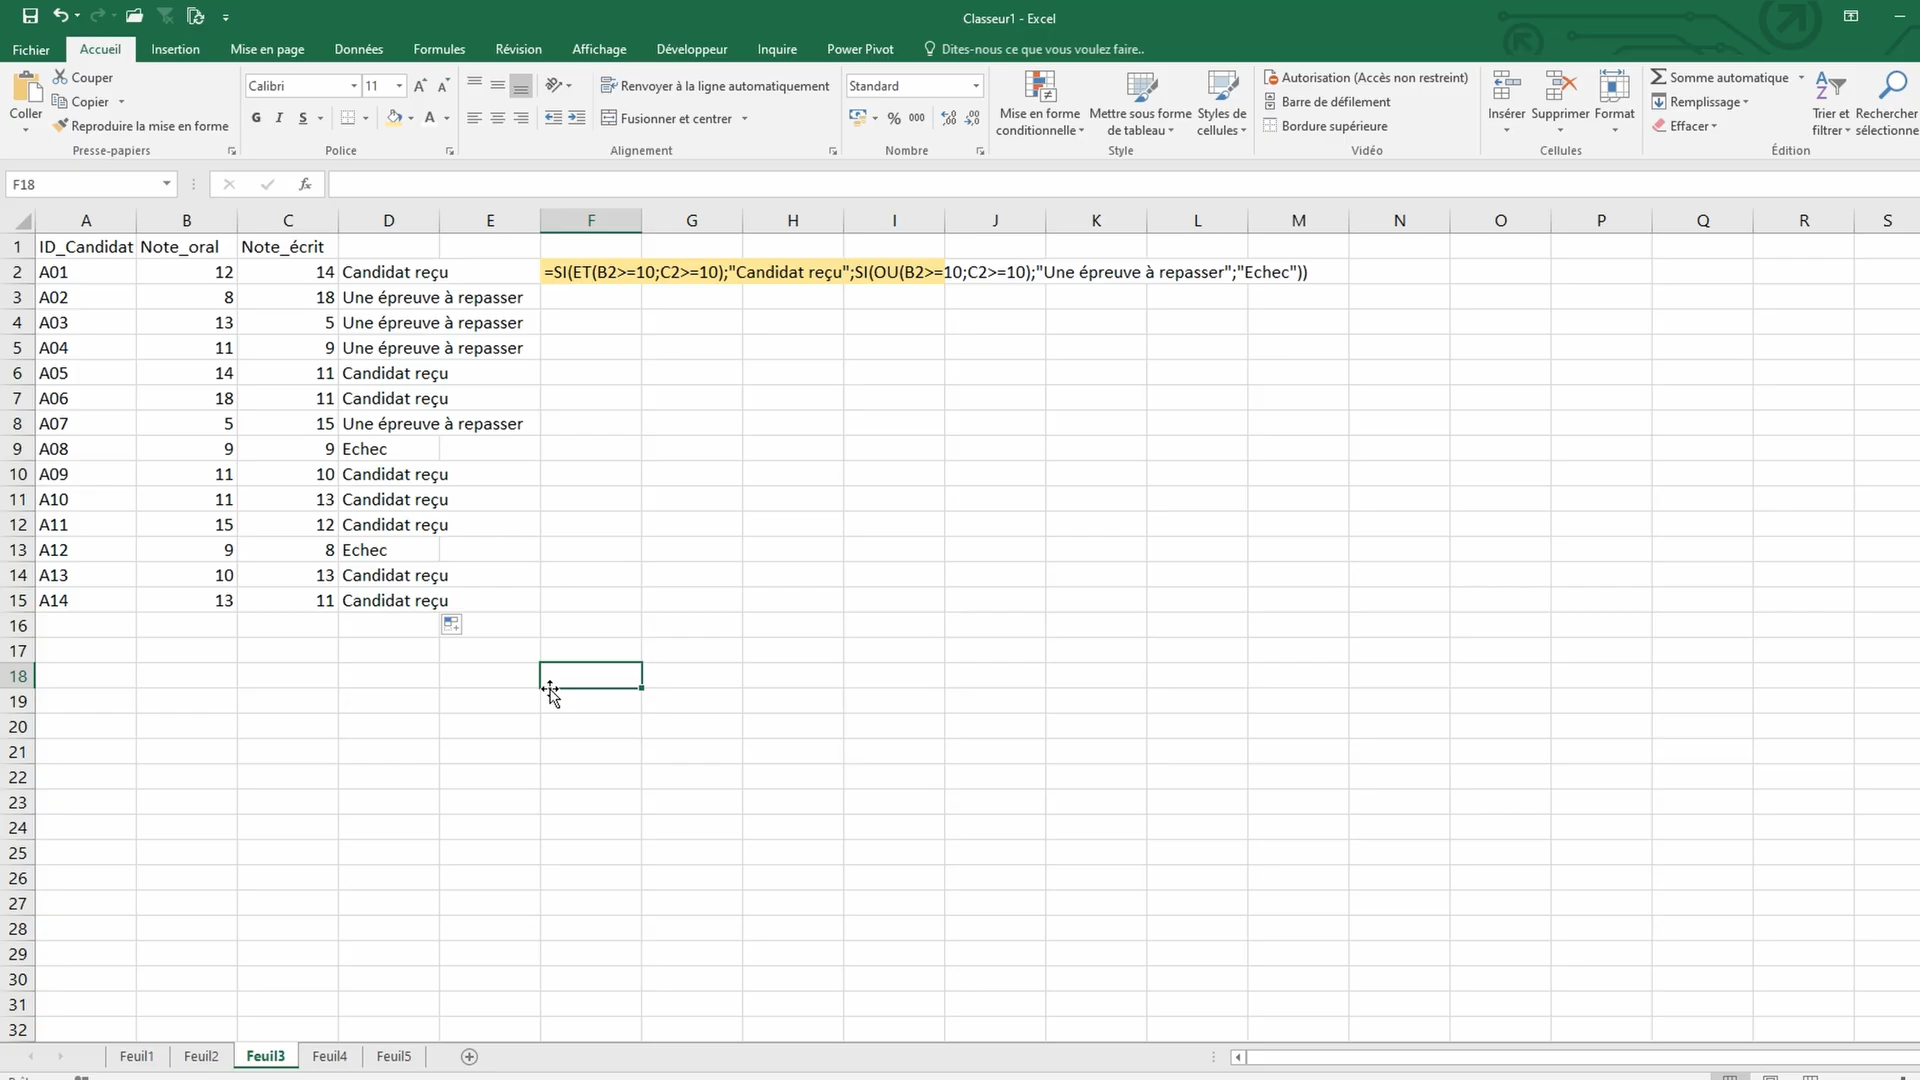 Classeur1 - Excel
Fichier Accueil Insertion Mise en page Données Formules Révision Affichage Développeur Inquire Power Pivot Dites-nous ce que vous voulez faire..
Coller
Couper
Copier
Reproduire la mise en forme
Presse-papiers
Calibri 11
G I S A
Police
Renvoyer à la ligne automatiquement
Fusionner et centrer
Alignement
Standard
% 000
Nombre
Mise en forme conditionnelle
Mettre sous forme de tableau
Styles de cellules
Style
Autorisation (Accès non restreint)
Barre de défilement
Bordure supérieure
Vidéo
Insérer Supprimer Format
Cellules
Somme automatique
Remplissage
Effacer
Trier et filtrer
Rechercher sélectionne
Édition
F18 fx
A B C D E F G H I J K L M N O P Q R S
1 ID_Candidat Note_oral Note_écrit
2 A01 12 14 Candidat reçu =SI(ET(B2>=10;C2>=10);"Candidat reçu";SI(OU(B2>=10;C2>=10);"Une épreuve à repasser";"Echec"))
3 A02 8 18 Une épreuve à repasser
4 A03 13 5 Une épreuve à repasser
5 A04 11 9 Une épreuve à repasser
6 A05 14 11 Candidat reçu
7 A06 18 11 Candidat reçu
8 A07 5 15 Une épreuve à repasser
9 A08 9 9 Echec
10 A09 11 10 Candidat reçu
11 A10 11 13 Candidat reçu
12 A11 15 12 Candidat reçu
13 A12 9 8 Echec
14 A13 10 13 Candidat reçu
15 A14 13 11 Candidat reçu
16
17
18
19
20
21
22
23
24
25
26
27
28
29
30
31
32
Feuil1 Feuil2 Feuil3 Feuil4 Feuil5